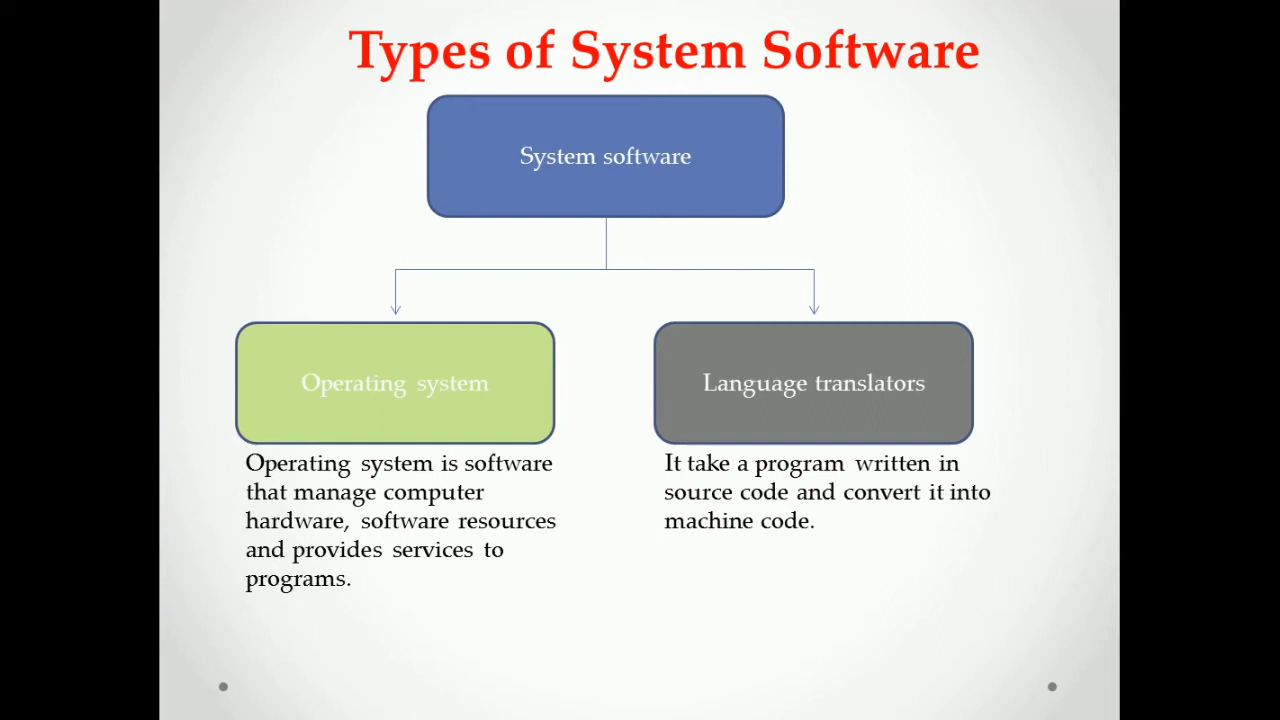 Types of System Software
System software
Operating system
Operating system is software
that manage computer
hardware, software resources
and provides services to
programs.
Language translators
It take a program written in
source code and convert it into
machine code.